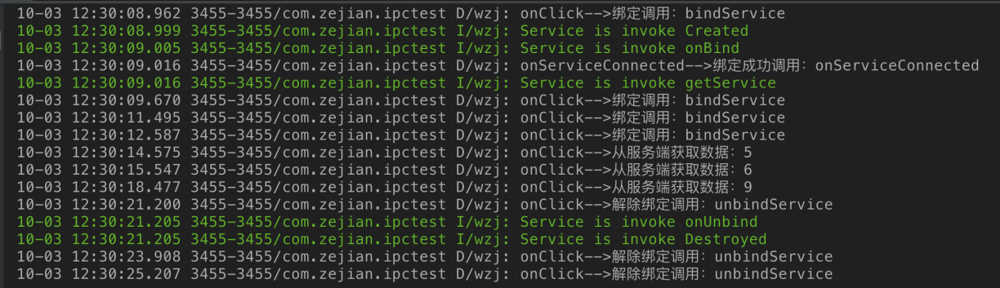 10-03 12:30:08.962 3455-3455/com.zejian.ipctest D/wzj: onClick-->绑定调用：bindService
10-03 12:30:08.999 3455-3455/com.zejian.ipctest I/wzj: Service is invoke Created
10-03 12:30:09.005 3455-3455/com.zejian.ipctest I/wzj: Service is invoke onBind
10-03 12:30:09.016 3455-3455/com.zejian.ipctest D/wzj: onServiceConnected-->绑定成功调用：onServiceConnected
10-03 12:30:09.016 3455-3455/com.zejian.ipctest I/wzj: Service is invoke getService
10-03 12:30:09.670 3455-3455/com.zejian.ipctest D/wzj: onClick-->绑定调用：bindService
10-03 12:30:11.495 3455-3455/com.zejian.ipctest D/wzj: onClick-->绑定调用：bindService
10-03 12:30:12.587 3455-3455/com.zejian.ipctest D/wzj: onClick-->绑定调用：bindService
10-03 12:30:14.575 3455-3455/com.zejian.ipctest D/wzj: onClick-->从服务端获取数据：5
10-03 12:30:15.547 3455-3455/com.zejian.ipctest D/wzj: onClick-->从服务端获取数据：6
10-03 12:30:18.477 3455-3455/com.zejian.ipctest D/wzj: onClick-->从服务端获取数据：9
10-03 12:30:21.200 3455-3455/com.zejian.ipctest D/wzj: onClick-->解除绑定调用：unbindService
10-03 12:30:21.205 3455-3455/com.zejian.ipctest I/wzj: Service is invoke onUnbind
10-03 12:30:21.205 3455-3455/com.zejian.ipctest I/wzj: Service is invoke Destroyed
10-03 12:30:23.908 3455-3455/com.zejian.ipctest D/wzj: onClick-->解除绑定调用：unbindService
10-03 12:30:25.207 3455-3455/com.zejian.ipctest D/wzj: onClick-->解除绑定调用：unbindService